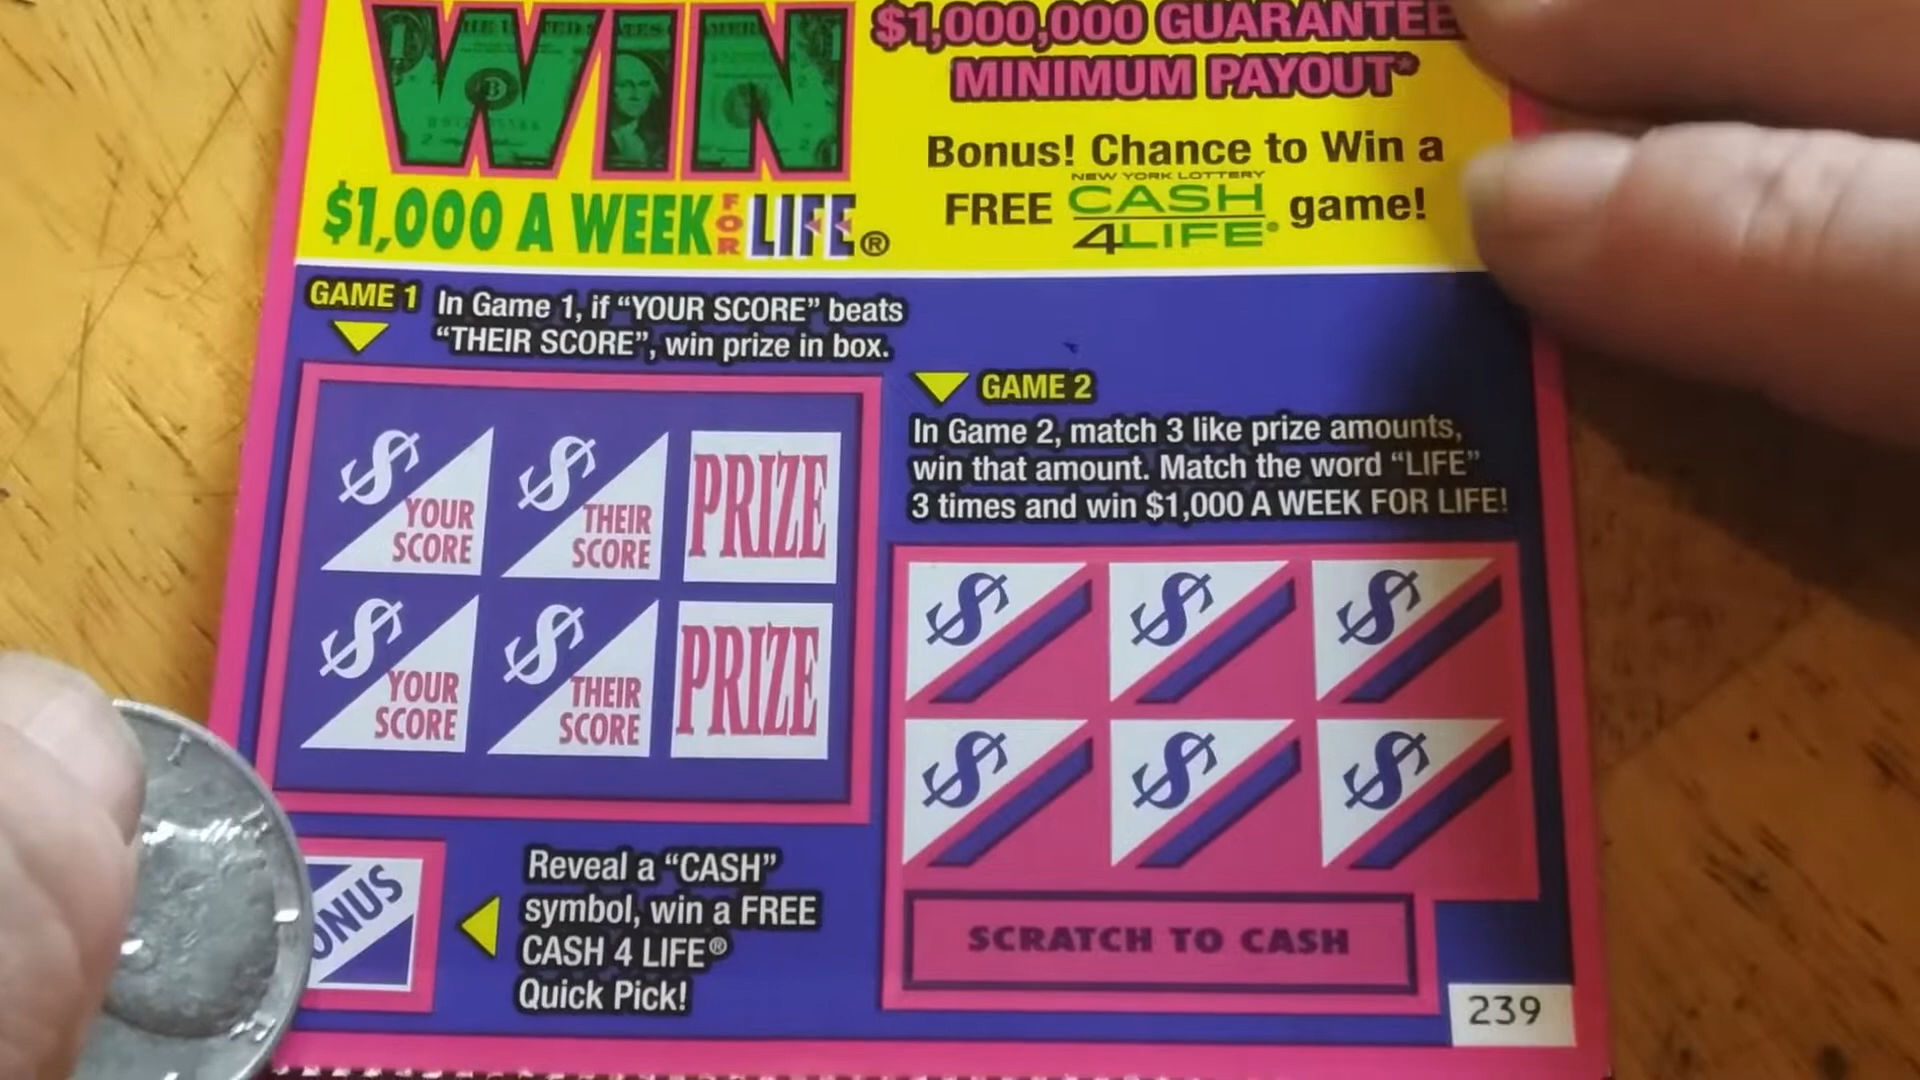 WIN
$1,000 A WEEK FOR LIFE®
$1,000,000 GUARANTEE
MINIMUM PAYOUT*
Bonus! Chance to Win a
FREE NEW YORK LOTTERY CASH 4LIFE® game!
GAME 1
In Game 1, if “YOUR SCORE” beats
“THEIR SCORE”, win prize in box.
$ YOUR SCORE
$ THEIR SCORE
PRIZE
$ YOUR SCORE
$ THEIR SCORE
PRIZE
GAME 2
In Game 2, match 3 like prize amounts,
win that amount. Match the word “LIFE”
3 times and win $1,000 A WEEK FOR LIFE!
$ $ $
$ $ $
SCRATCH TO CASH
ONUS
Reveal a “CASH”
symbol, win a FREE
CASH 4 LIFE®
Quick Pick!
239